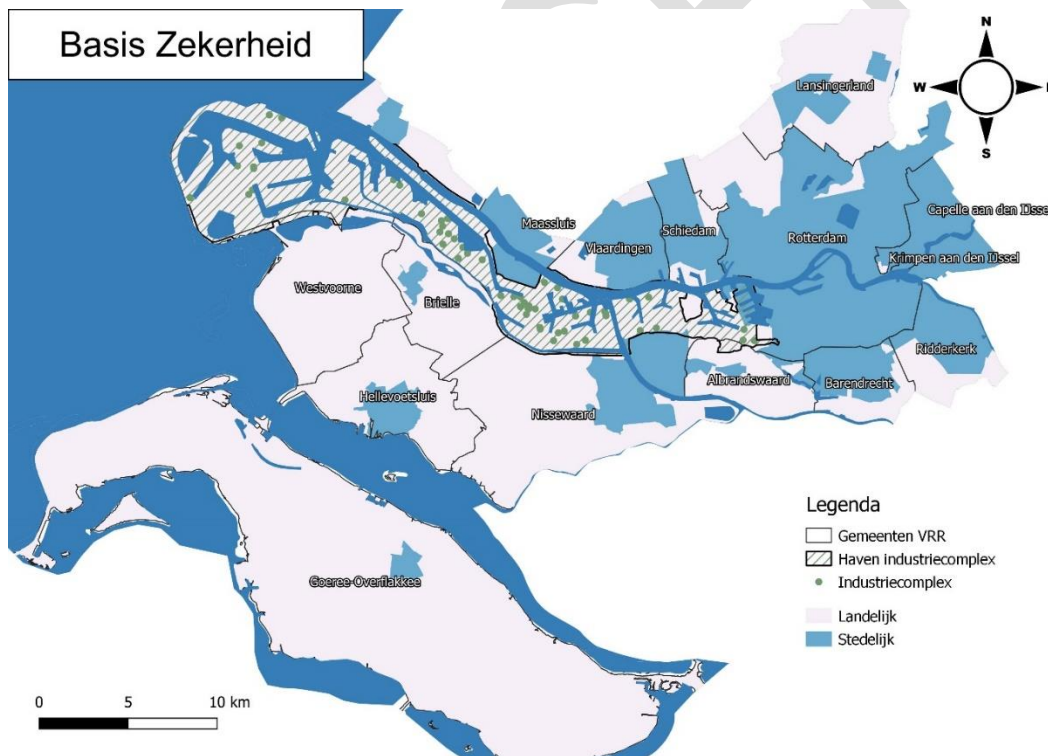 Basis Zekerheid
N
W
S
Lansingerland
Maassluis
Vlaardingen
Schiedam
Rotterdam
Capelle aan den IJssel
Krimpen aan den IJssel
Westvoorne
Brielle
Ridderkerk
Albrandswaard
Barendrecht
Hellevoetsluis
Nissewaard
Goeree-Overflakkee
Legenda
Gemeenten VRR
Haven industriecomplex
Industriecomplex
Landelijk
Stedelijk
0 5 10 km